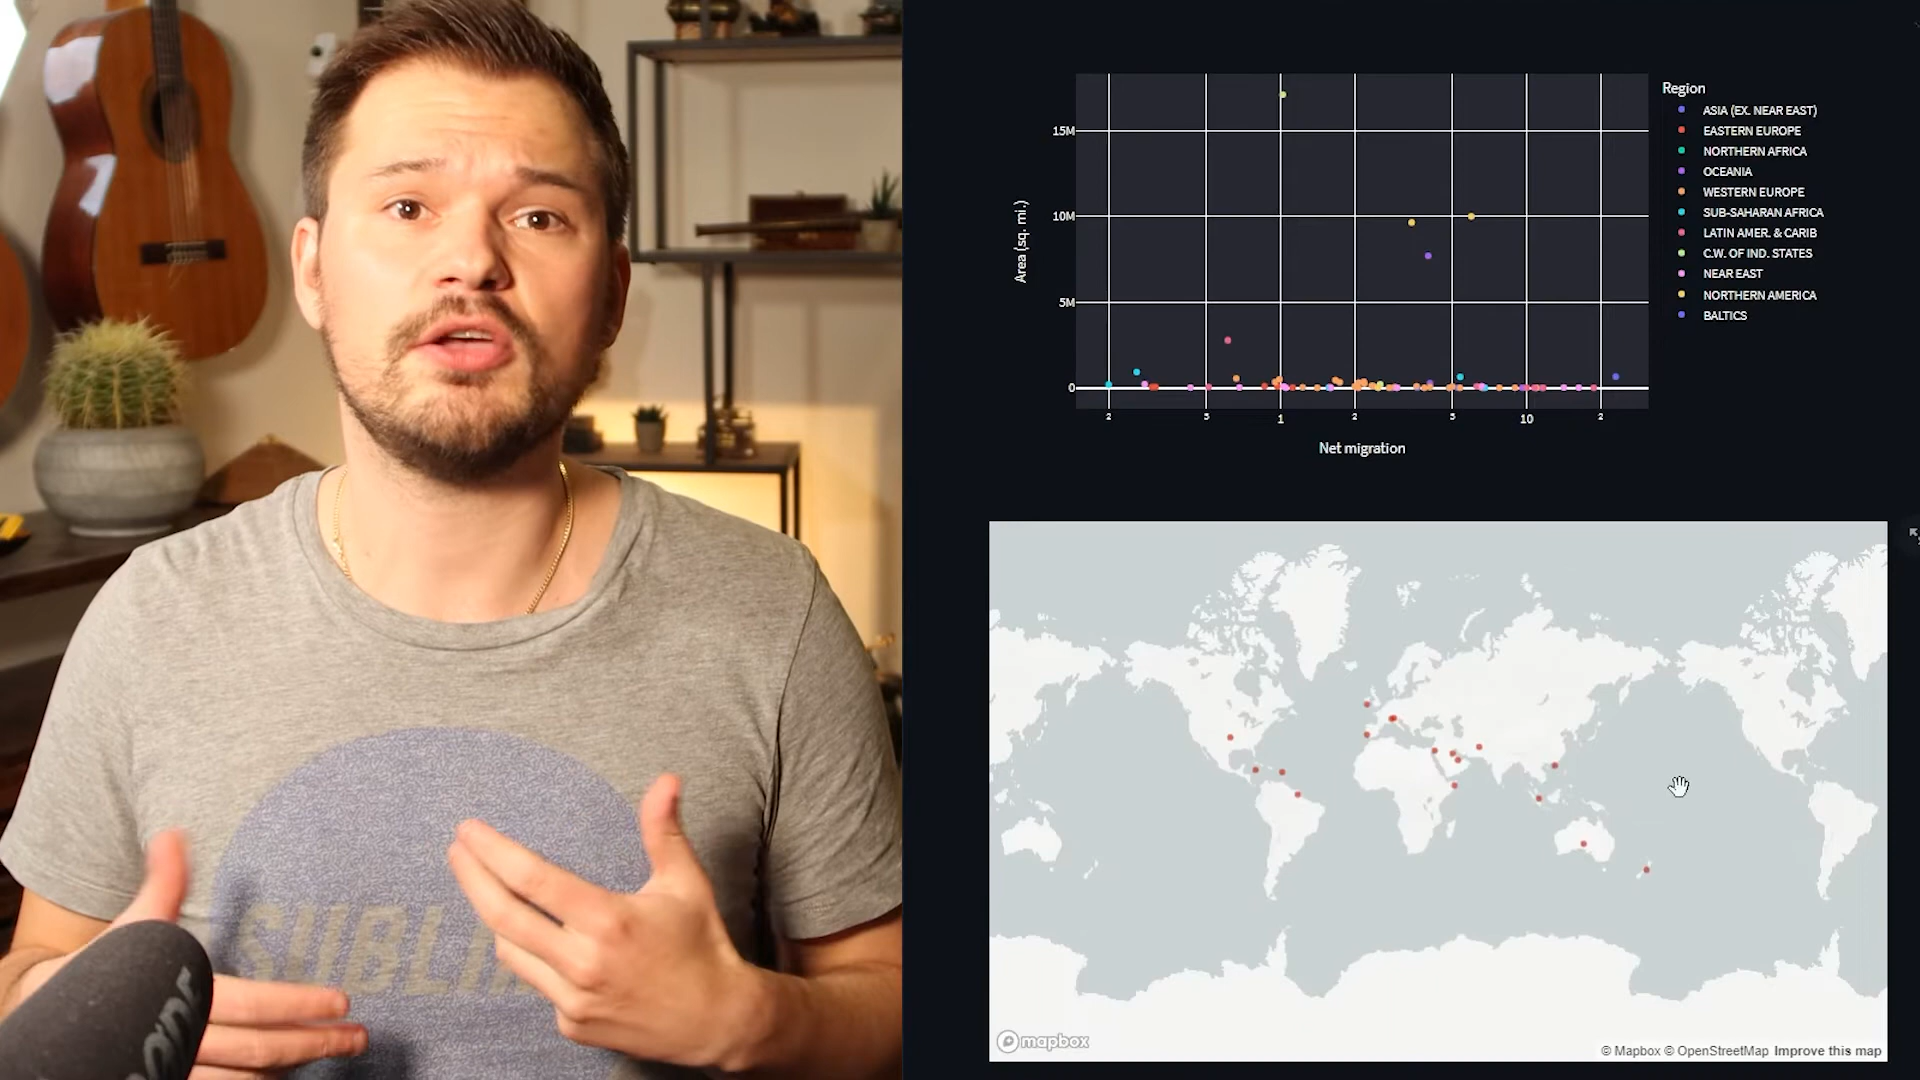 Region
ASIA (EX. NEAR EAST)
EASTERN EUROPE
NORTHERN AFRICA
OCEANIA
WESTERN EUROPE
SUB-SAHARAN AFRICA
LATIN AMER. & CARIB
C.W. OF IND. STATES
NEAR EAST
NORTHERN AMERICA
BALTICS
15M
10M
5M
0
Area (sq. mi.)
2
5
1
2
5
10
2
Net migration
mapbox
© Mapbox © OpenStreetMap Improve this map